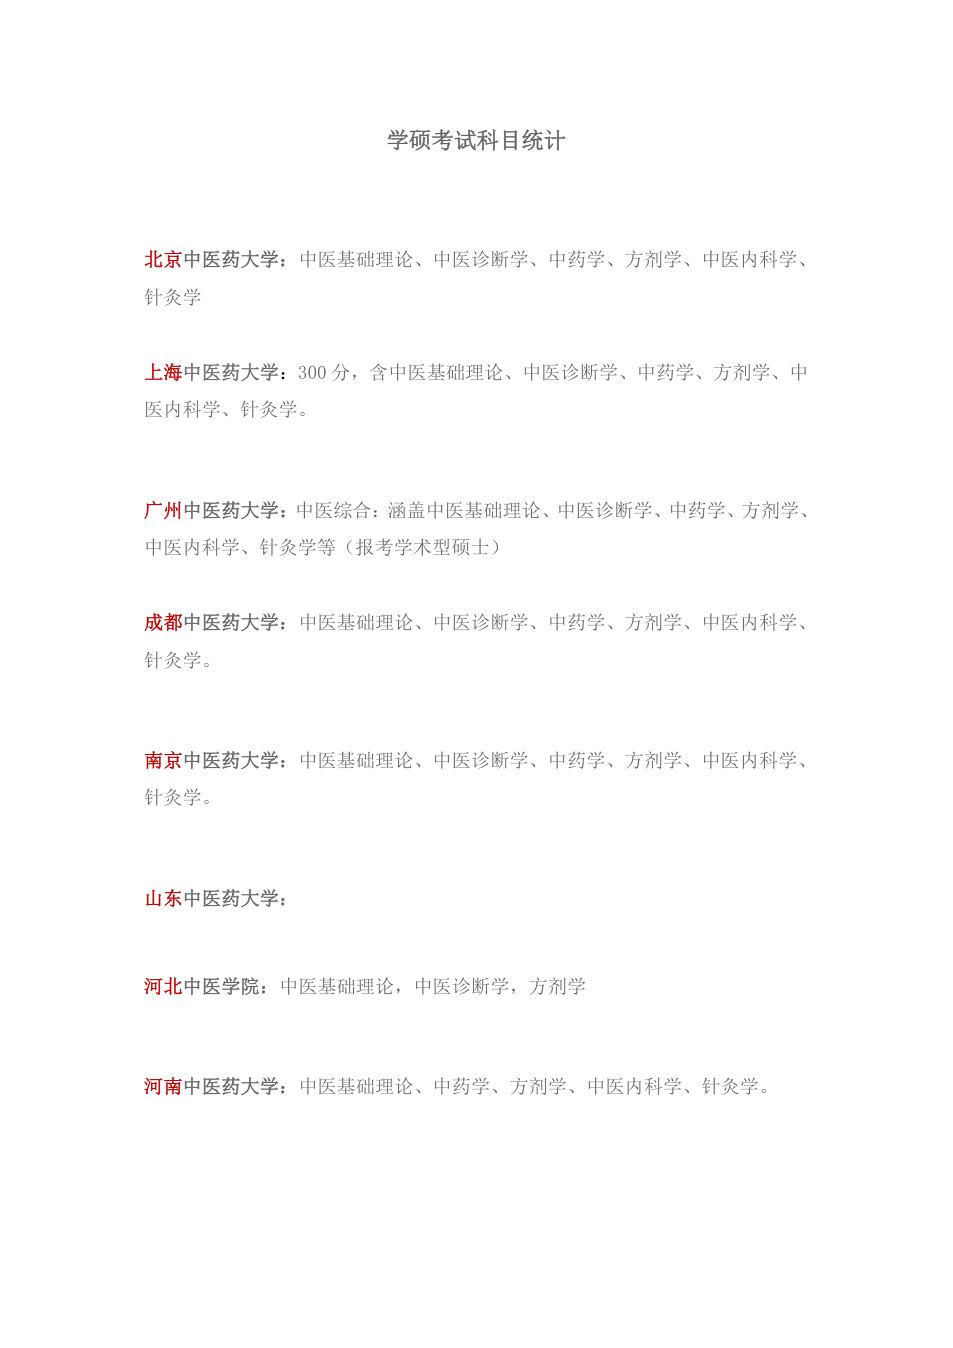 学硕考试科目统计
北京中医药大学：中医基础理论、中医诊断学、中药学、方剂学、中医内科学、
针灸学
上海中医药大学：300 分，含中医基础理论、中医诊断学、中药学、方剂学、中
医内科学、针灸学。
广州中医药大学：中医综合：涵盖中医基础理论、中医诊断学、中药学、方剂学、
中医内科学、针灸学等（报考学术型硕士）
成都中医药大学：中医基础理论、中医诊断学、中药学、方剂学、中医内科学、
针灸学。
南京中医药大学：中医基础理论、中医诊断学、中药学、方剂学、中医内科学、
针灸学。
山东中医药大学：
河北中医学院：中医基础理论，中医诊断学，方剂学
河南中医药大学：中医基础理论、中药学、方剂学、中医内科学、针灸学。